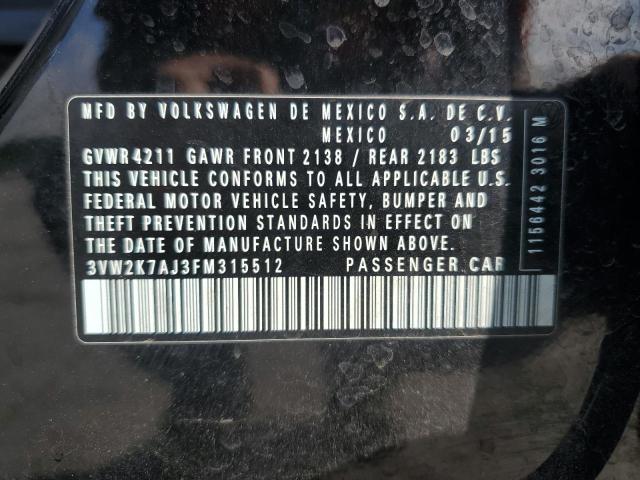 MFD BY VOLKSWAGEN DE MEXICO S.A. DE C.V.
MEXICO 03/15
GVWR 4211 GAWR FRONT 2138 / REAR 2183 LBS
THIS VEHICLE CONFORMS TO ALL APPLICABLE U.S.
FEDERAL MOTOR VEHICLE SAFETY, BUMPER AND
THEFT PREVENTION STANDARDS IN EFFECT ON
THE DATE OF MANUFACTURE SHOWN ABOVE.
3VW2K7AJ3FM315512 PASSENGER CAR
1156442 3016 M